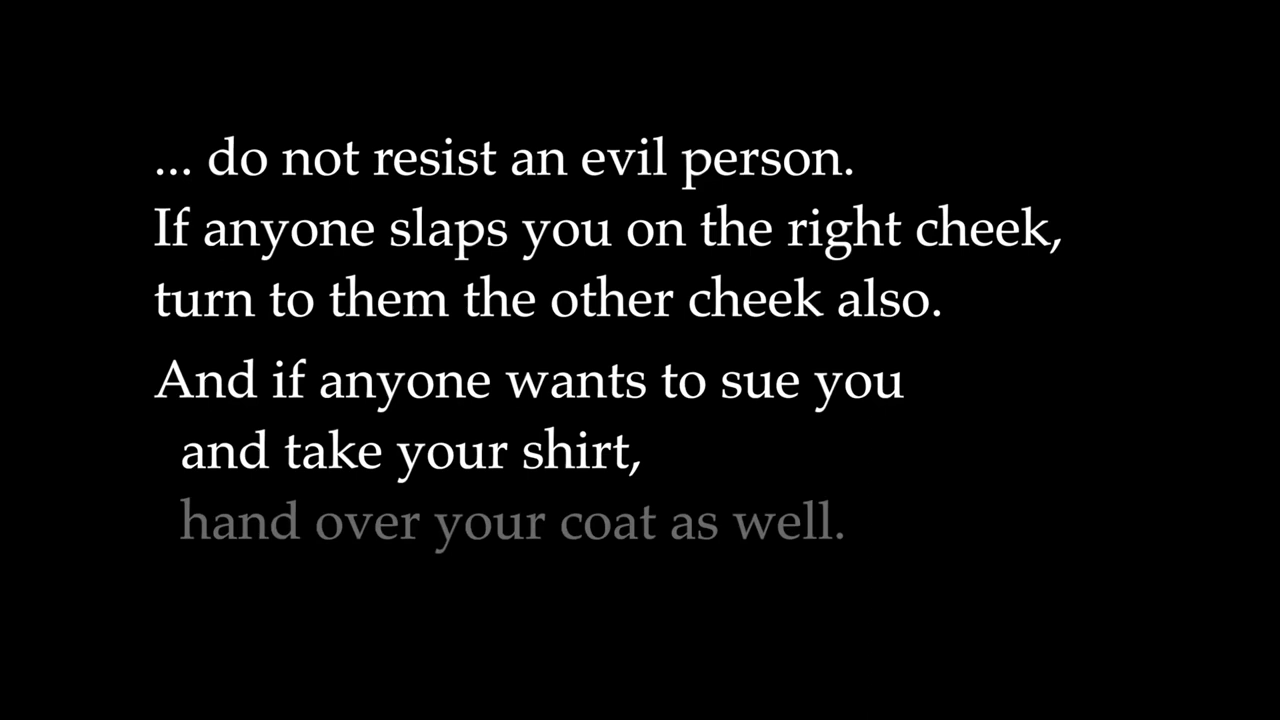 ... do not resist an evil person.
If anyone slaps you on the right cheek,
turn to them the other cheek also.
And if anyone wants to sue you
and take your shirt,
hand over your coat as well.